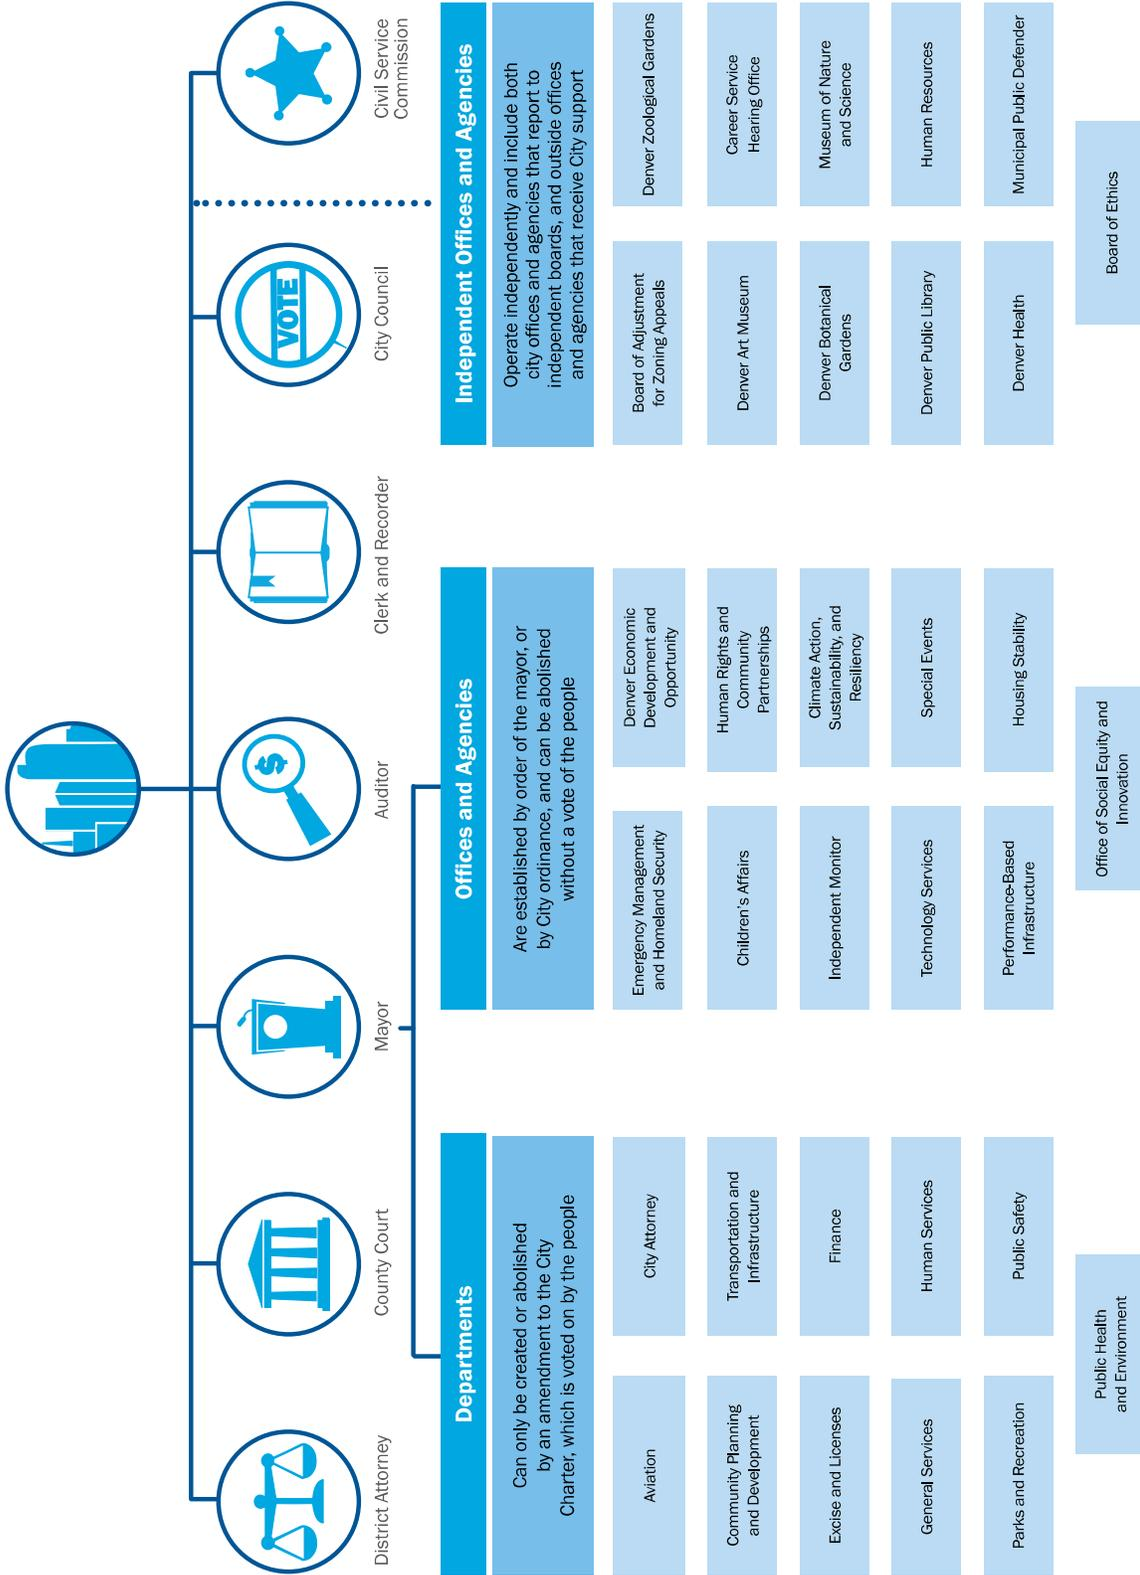 District Attorney
County Court
Mayor
Auditor
Clerk and Recorder
VOTE
City Council
Civil Service
Commission
Departments
Can only be created or abolished
by an amendment to the City
Charter, which is voted on by the people
Aviation
City Attorney
Community Planning
and Development
Transportation and
Infrastructure
Excise and Licenses
Finance
General Services
Human Services
Parks and Recreation
Public Safety
Public Health
and Environment
Offices and Agencies
Are established by order of the mayor, or
by City ordinance, and can be abolished
without a vote of the people
Emergency Management
and Homeland Security
Denver Economic
Development and
Opportunity
Children's Affairs
Human Rights and
Community
Partnerships
Independent Monitor
Climate Action,
Sustainability, and
Resiliency
Technology Services
Special Events
Performance-Based
Infrastructure
Housing Stability
Office of Social Equity and
Innovation
Independent Offices and Agencies
Operate independently and include both
city offices and agencies that report to
independent boards, and outside offices
and agencies that receive City support
Board of Adjustment
for Zoning Appeals
Denver Zoological Gardens
Denver Art Museum
Career Service
Hearing Office
Denver Botanical
Gardens
Museum of Nature
and Science
Denver Public Library
Human Resources
Denver Health
Municipal Public Defender
Board of Ethics
$